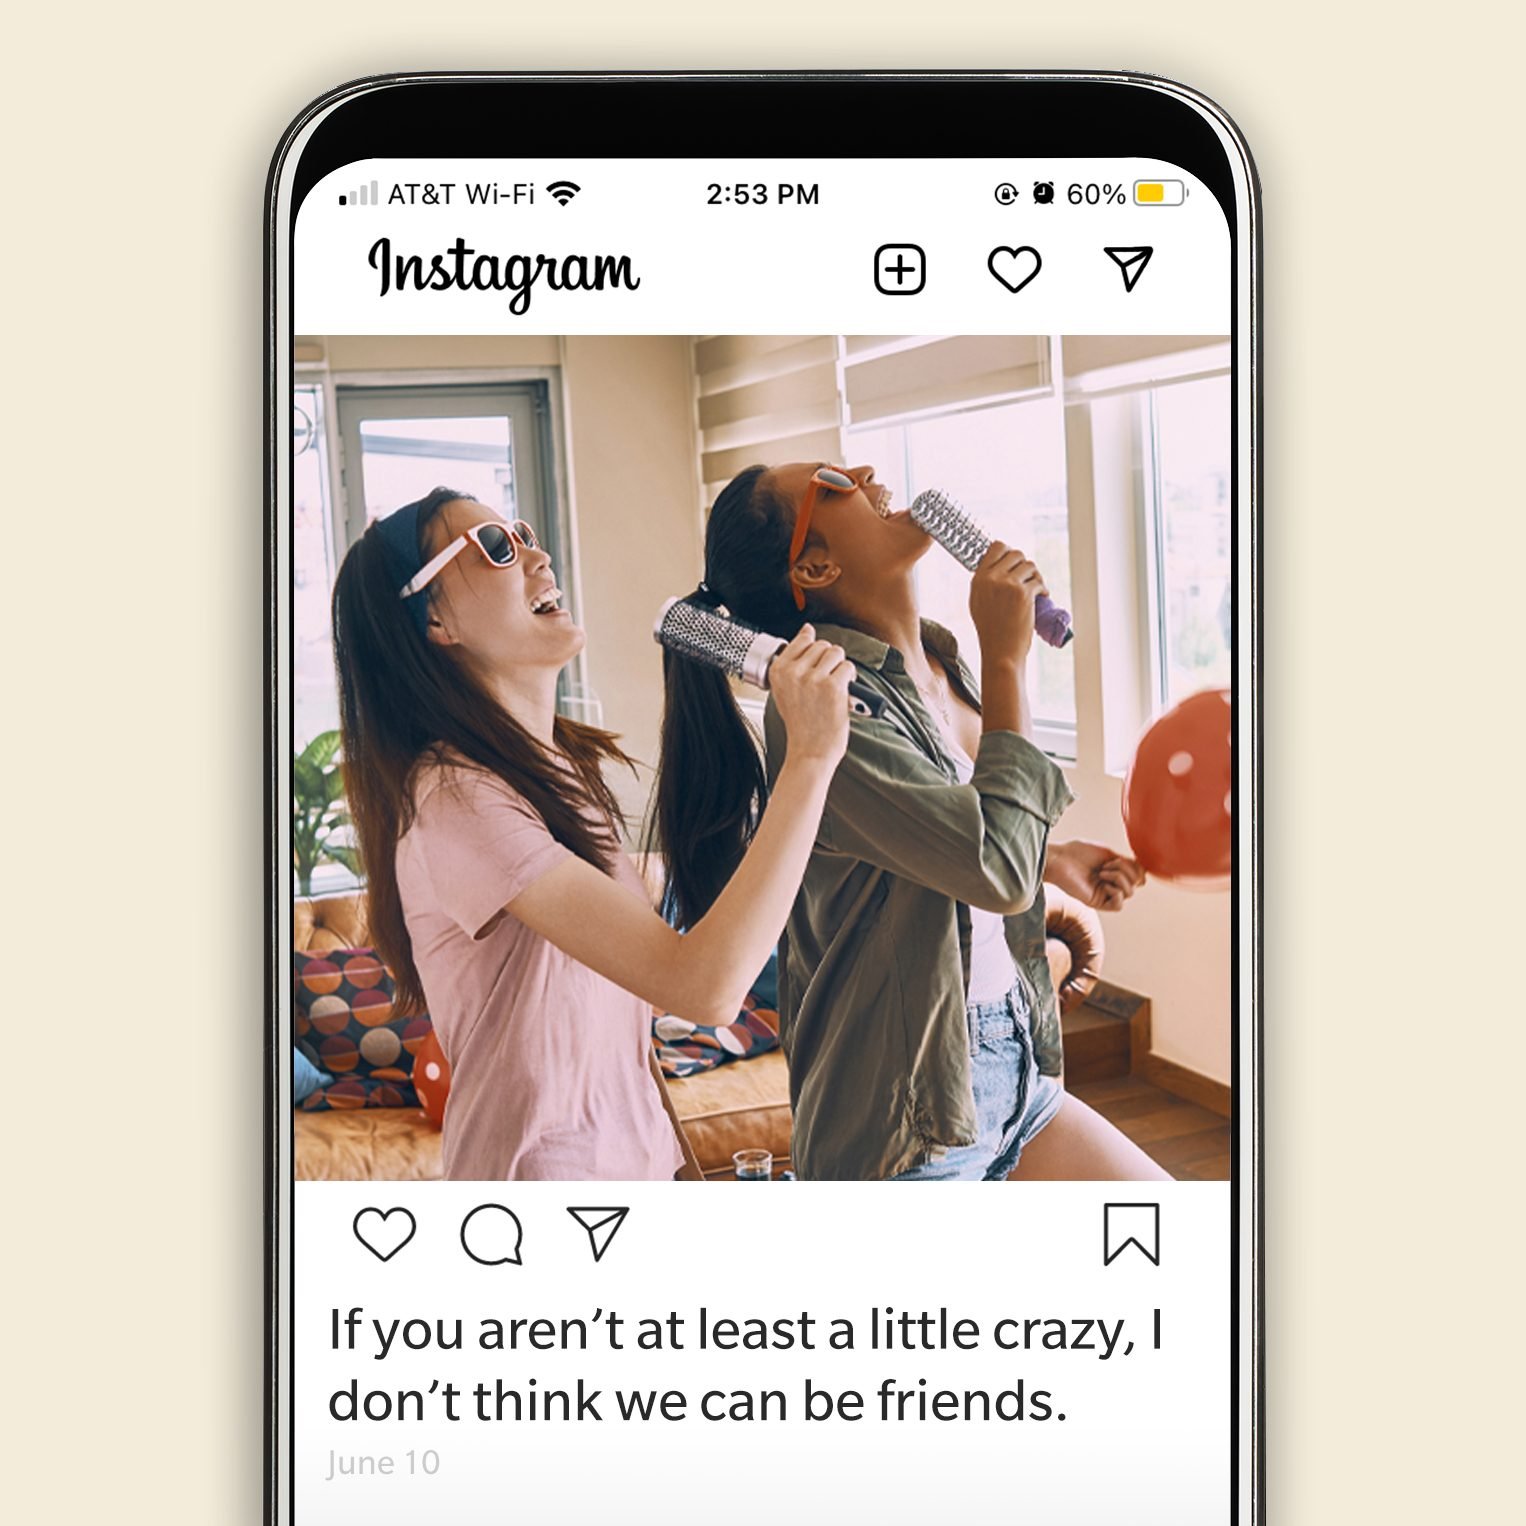 AT&T Wi-Fi 2:53 PM 60%
Instagram
If you aren’t at least a little crazy, I
don’t think we can be friends.
June 10